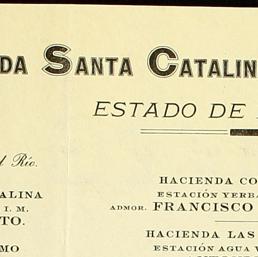 DA SANTA CATALIN
ESTADO DE
l Río.
ALINA
I. M.
TO.
MO
HACIENDA CO
ESTACIÓN YERBA
ADMOR. FRANCISCO
HACIENDA LAS
ESTACIÓN AGUA